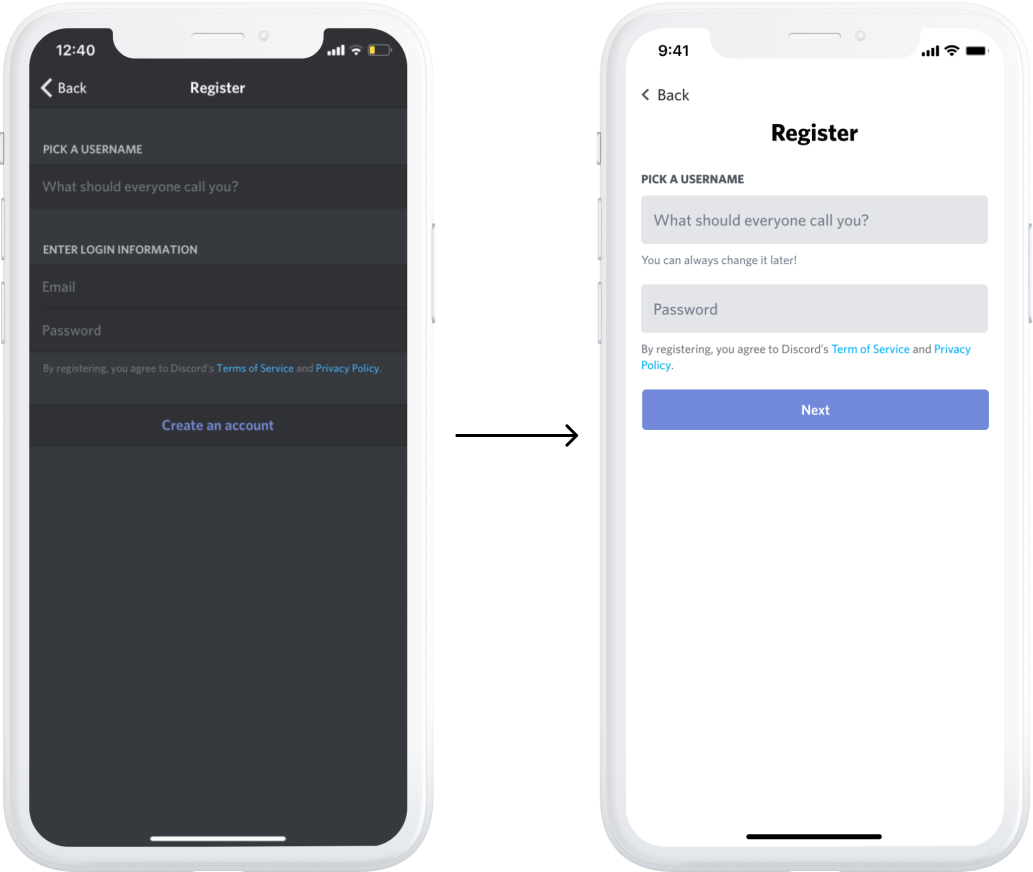 12:40
Back
Register
PICK A USERNAME
What should everyone call you?
ENTER LOGIN INFORMATION
Email
Password
By registering, you agree to Discord's Terms of Service and Privacy Policy.
Create an account
9:41
Back
Register
PICK A USERNAME
What should everyone call you?
You can always change it later!
Password
By registering, you agree to Discord's Term of Service and Privacy
Policy.
Next